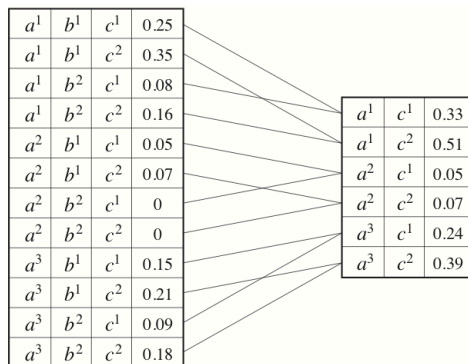 a¹ b¹ c¹ 0.25
a¹ b¹ c² 0.35
a¹ b² c¹ 0.08
a¹ b² c² 0.16
a² b¹ c¹ 0.05
a² b¹ c² 0.07
a² b² c¹ 0
a² b² c² 0
a³ b¹ c¹ 0.15
a³ b¹ c² 0.21
a³ b² c¹ 0.09
a³ b² c² 0.18
a¹ c¹ 0.33
a¹ c² 0.51
a² c¹ 0.05
a² c² 0.07
a³ c¹ 0.24
a³ c² 0.39